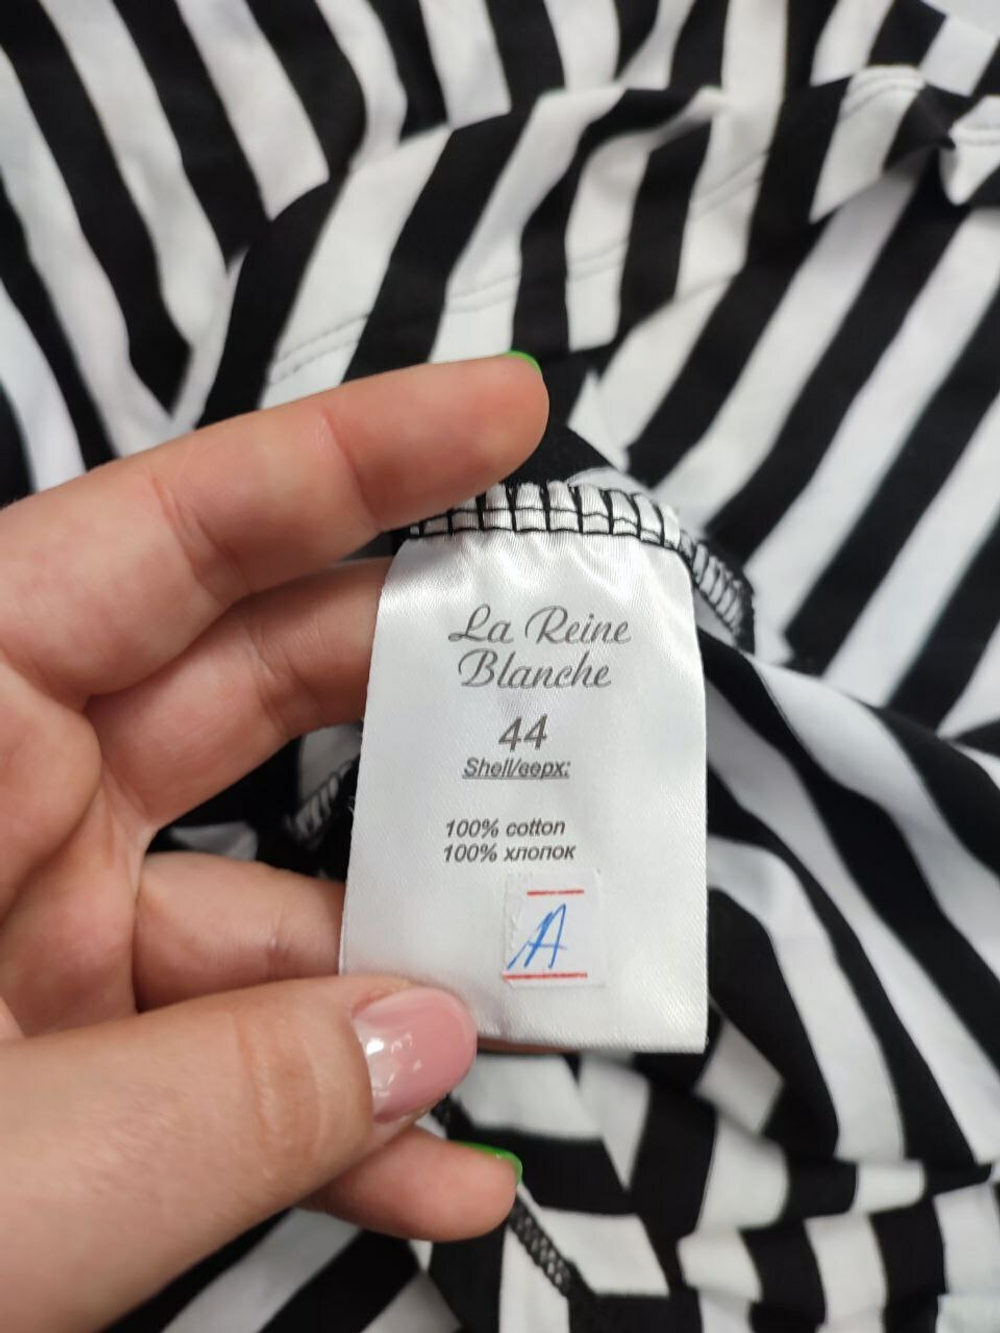 La Reine
Blanche
44
Shell/верх:
100% cotton
100% хлопок
A